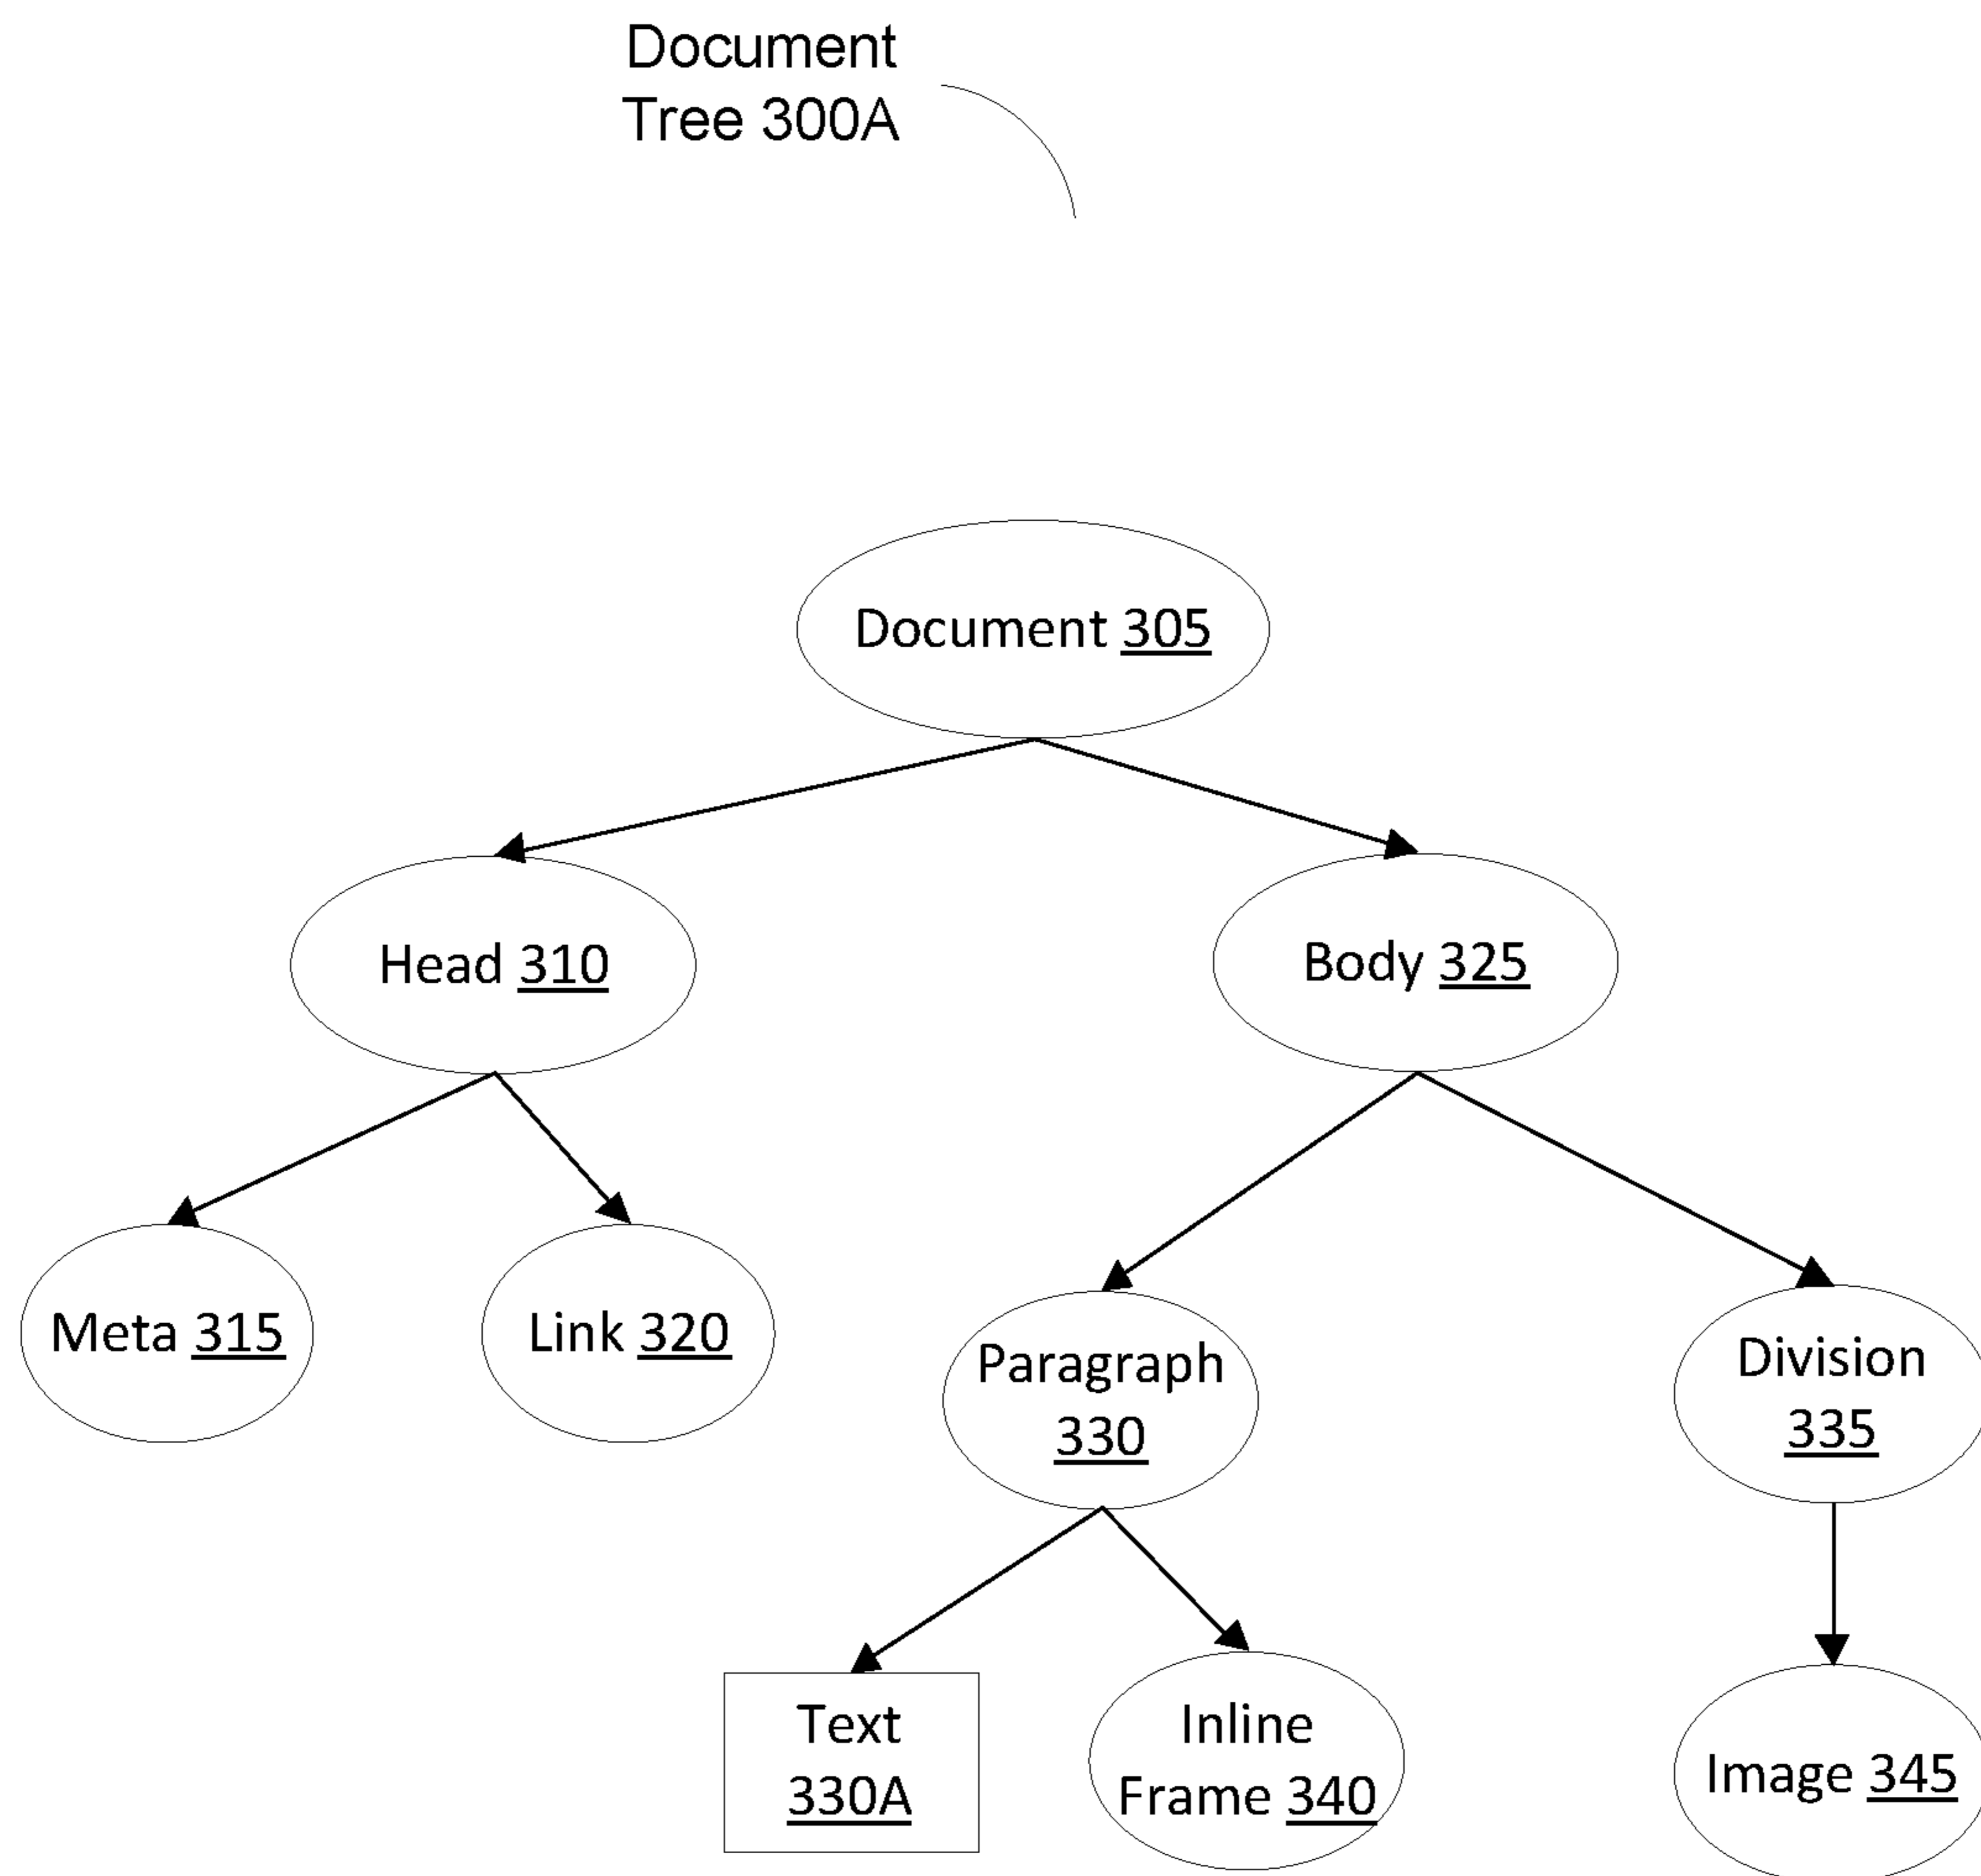 Document
Tree 300A
Document 305
Head 310
Body 325
Meta 315
Link 320
Paragraph
330
Division
335
Text
330A
Inline
Frame 340
Image 345